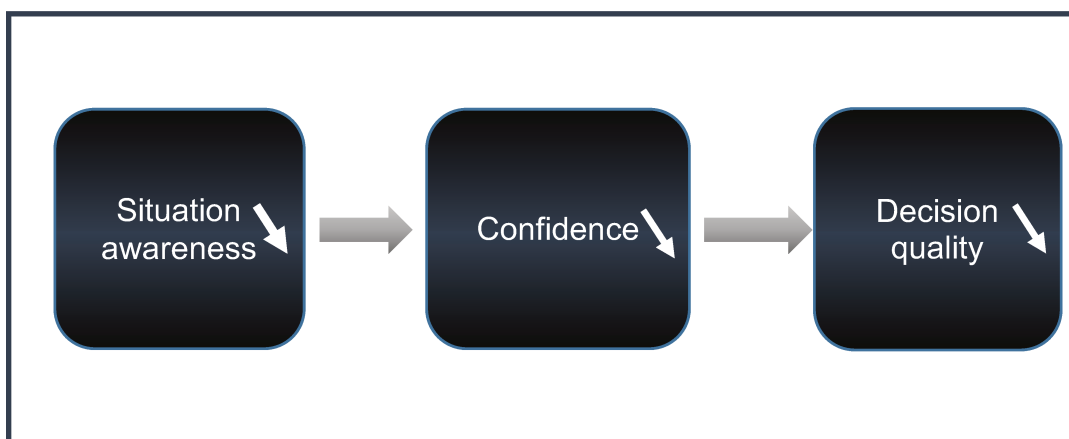 Situation
awareness
Confidence
Decision
quality